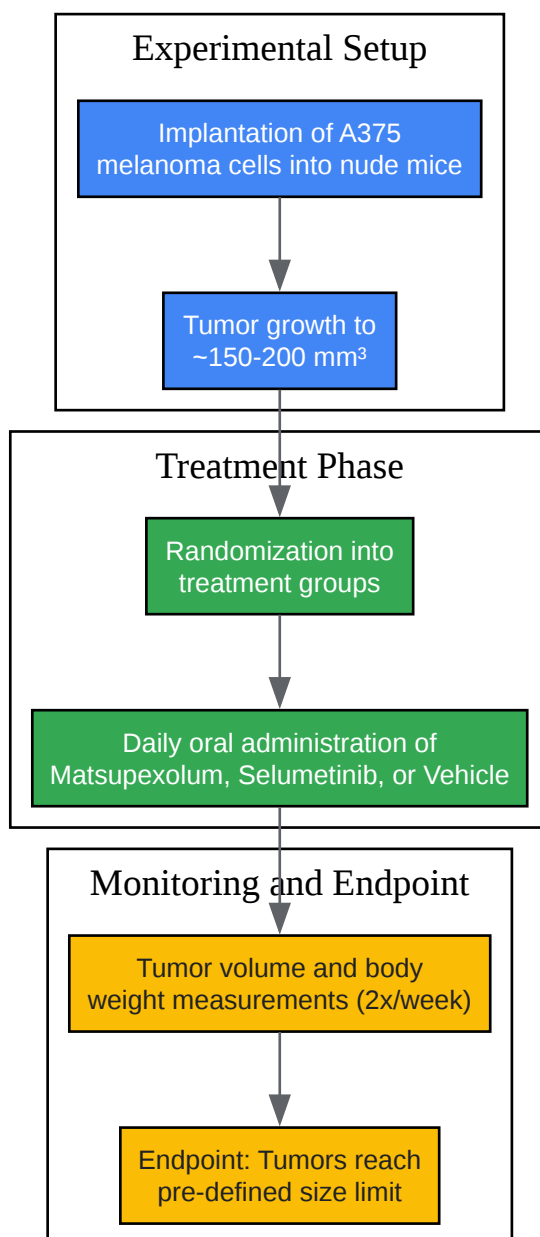 Experimental Setup
Implantation of A375
melanoma cells into nude mice
Tumor growth to
~150-200 mm³
Treatment Phase
Randomization into
treatment groups
Daily oral administration of
Matsupexolum, Selumetinib, or Vehicle
Monitoring and Endpoint
Tumor volume and body
weight measurements (2x/week)
Endpoint: Tumors reach
pre-defined size limit